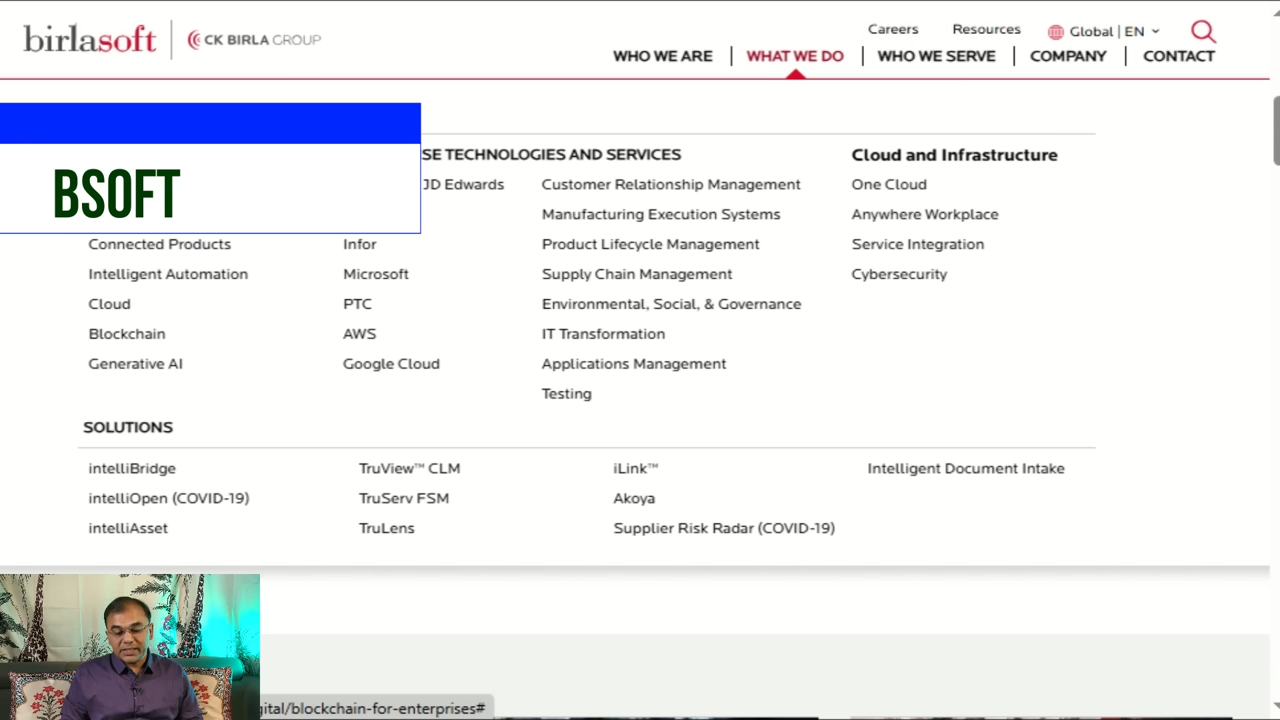 birlasoft
CK BIRLA GROUP
Careers
Resources
Global | EN
WHO WE ARE
WHAT WE DO
WHO WE SERVE
COMPANY
CONTACT
BSOFT
SE TECHNOLOGIES AND SERVICES
Cloud and Infrastructure
JD Edwards
Customer Relationship Management
One Cloud
Manufacturing Execution Systems
Anywhere Workplace
Connected Products
Infor
Product Lifecycle Management
Service Integration
Intelligent Automation
Microsoft
Supply Chain Management
Cybersecurity
Cloud
PTC
Environmental, Social, & Governance
Blockchain
AWS
IT Transformation
Generative AI
Google Cloud
Applications Management
Testing
SOLUTIONS
intelliBridge
TruView™ CLM
iLink™
Intelligent Document Intake
intelliOpen (COVID-19)
TruServ FSM
Akoya
intelliAsset
TruLens
Supplier Risk Radar (COVID-19)
gital/blockchain-for-enterprises#